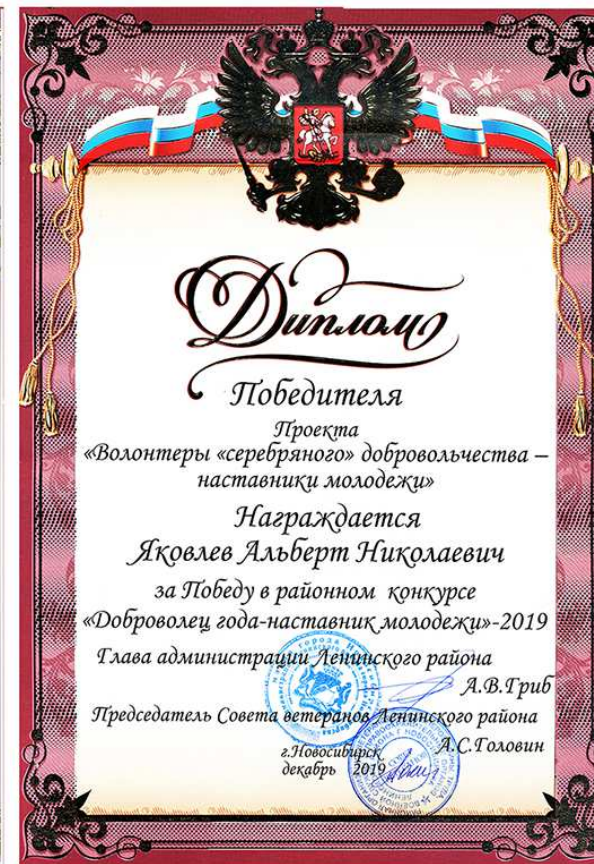 Диплом
Победителя
Проекта
«Волонтеры «серебряного» добровольчества –
наставники молодежи»
Награждается
Яковлев Альберт Николаевич
за Победу в районном конкурсе
«Доброволец года-наставник молодежи»-2019
Глава администрации Ленинского района
А.В.Гриб
Председатель Совета ветеранов Ленинского района
г.Новосибирск А.С.Головин
декабрь 2019